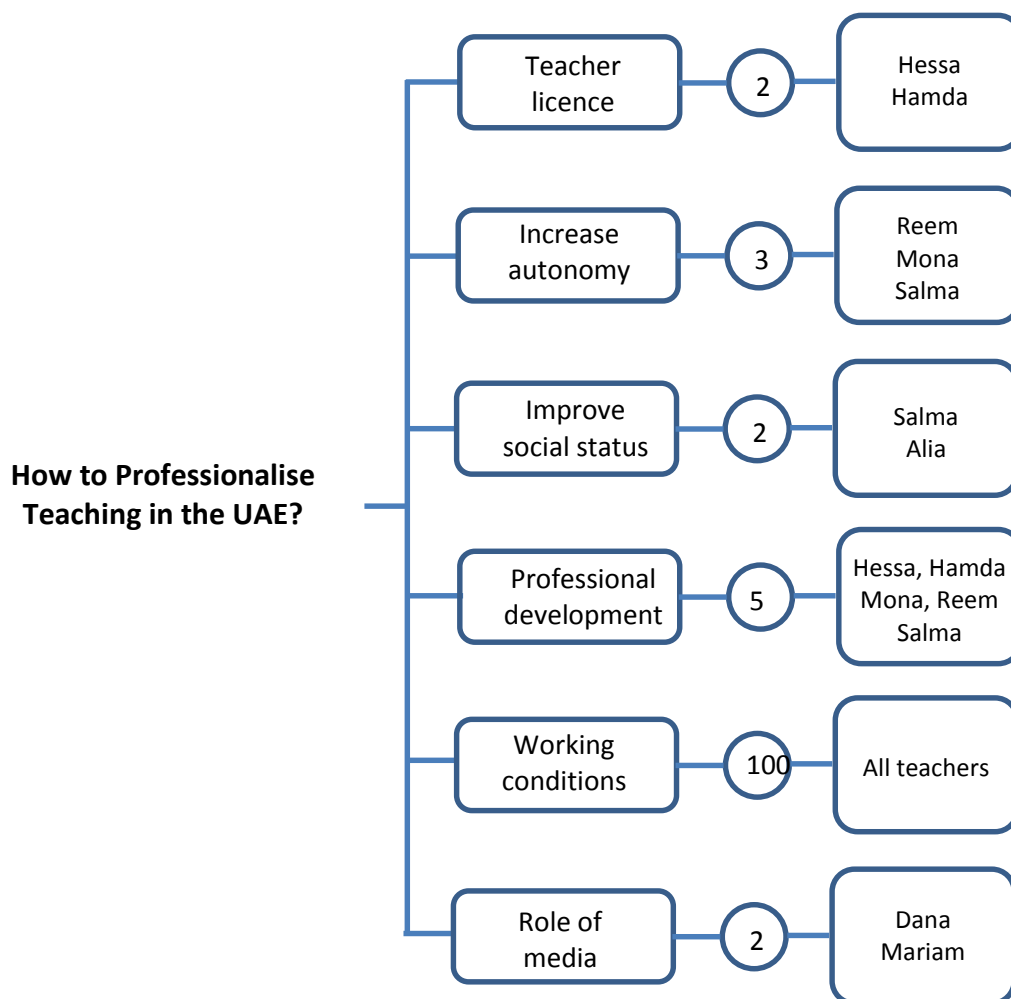 How to Professionalise
Teaching in the UAE?
Teacher
licence
2
Hessa
Hamda
Increase
autonomy
3
Reem
Mona
Salma
Improve
social status
2
Salma
Alia
Professional
development
5
Hessa, Hamda
Mona, Reem
Salma
Working
conditions
100
All teachers
Role of
media
2
Dana
Mariam